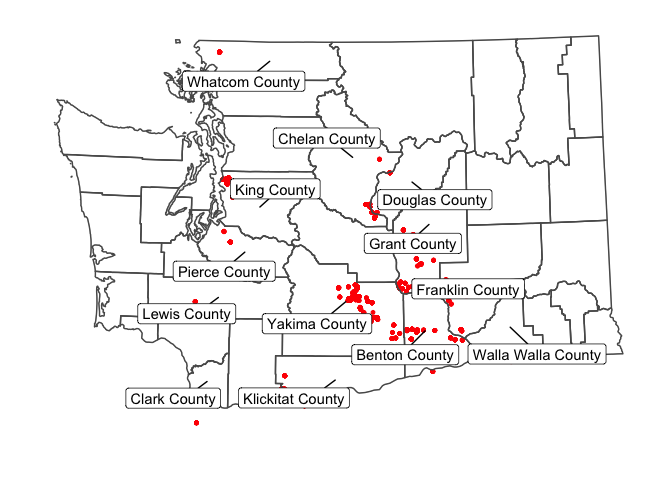 Whatcom County
Chelan County
King County
Douglas County
Grant County
Pierce County
Franklin County
Lewis County
Yakima County
Benton County
Walla Walla County
Clark County
Klickitat County